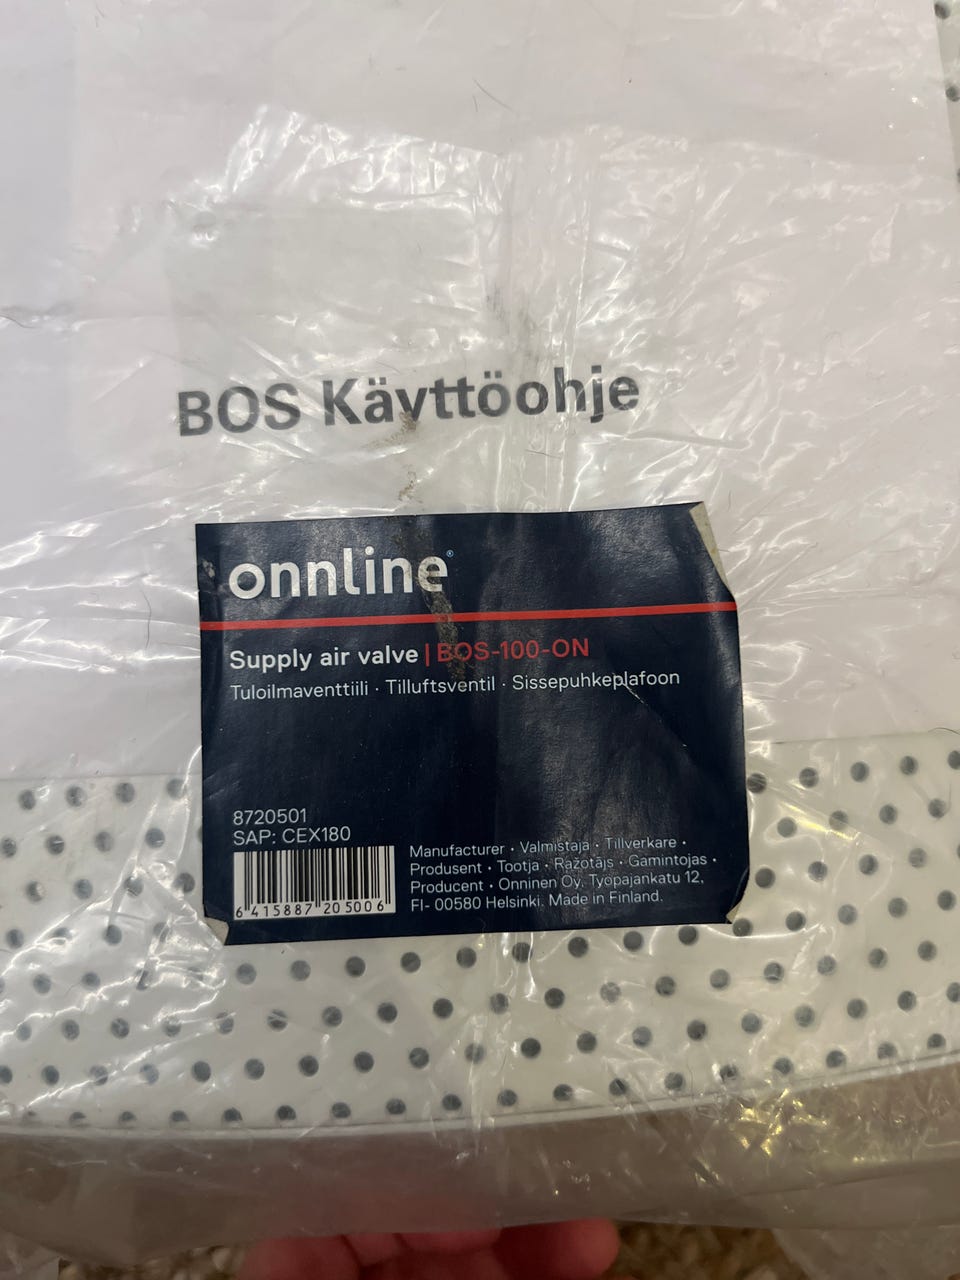 BOS Käyttöohje
onnline®
Supply air valve | BOS-100-ON
Tuloilmaventtiili · Tilluftsventil · Sissepuhkeplafoon
8720501
SAP: CEX180
6 415887 205006
Manufacturer · Valmistaja · Tillverkare ·
Produsent · Tootja · Ražotājs · Gamintojas ·
Producent · Onninen Oy, Työpajankatu 12,
FI- 00580 Helsinki. Made in Finland.